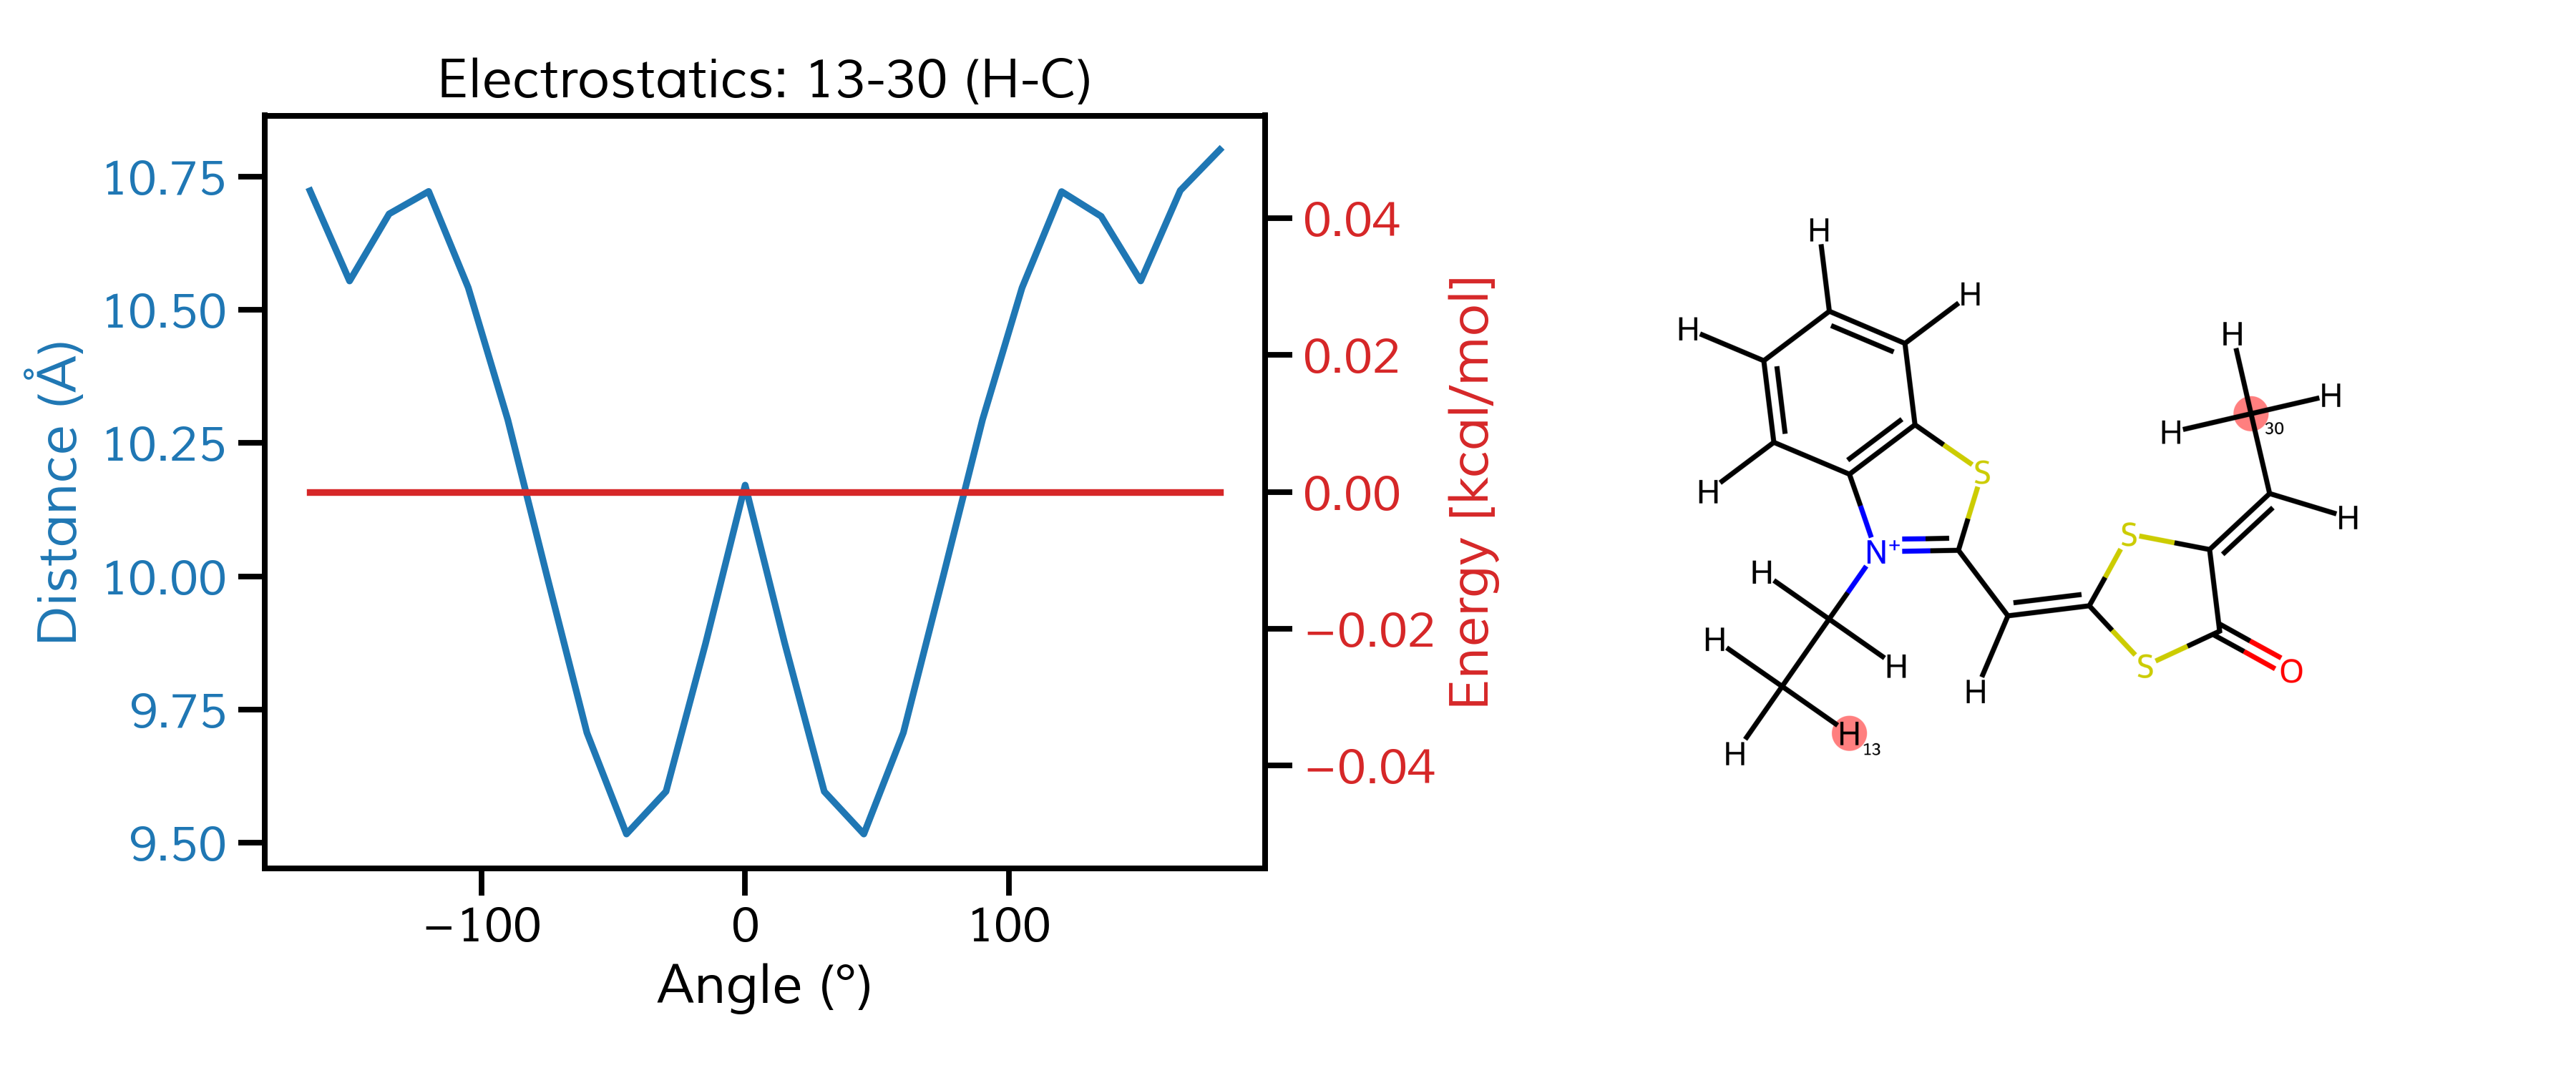 Electrostatics: 13-30 (H-C)
Distance (Å)
10.75
10.50
10.25
10.00
9.75
9.50
−100
0
100
Angle (°)
0.04
0.02
0.00
−0.02
−0.04
Energy [kcal/mol]
H
H
H
H
H
H
H
30
S
H
H
N+
S
H
H
H
S
O
H
H
H
13